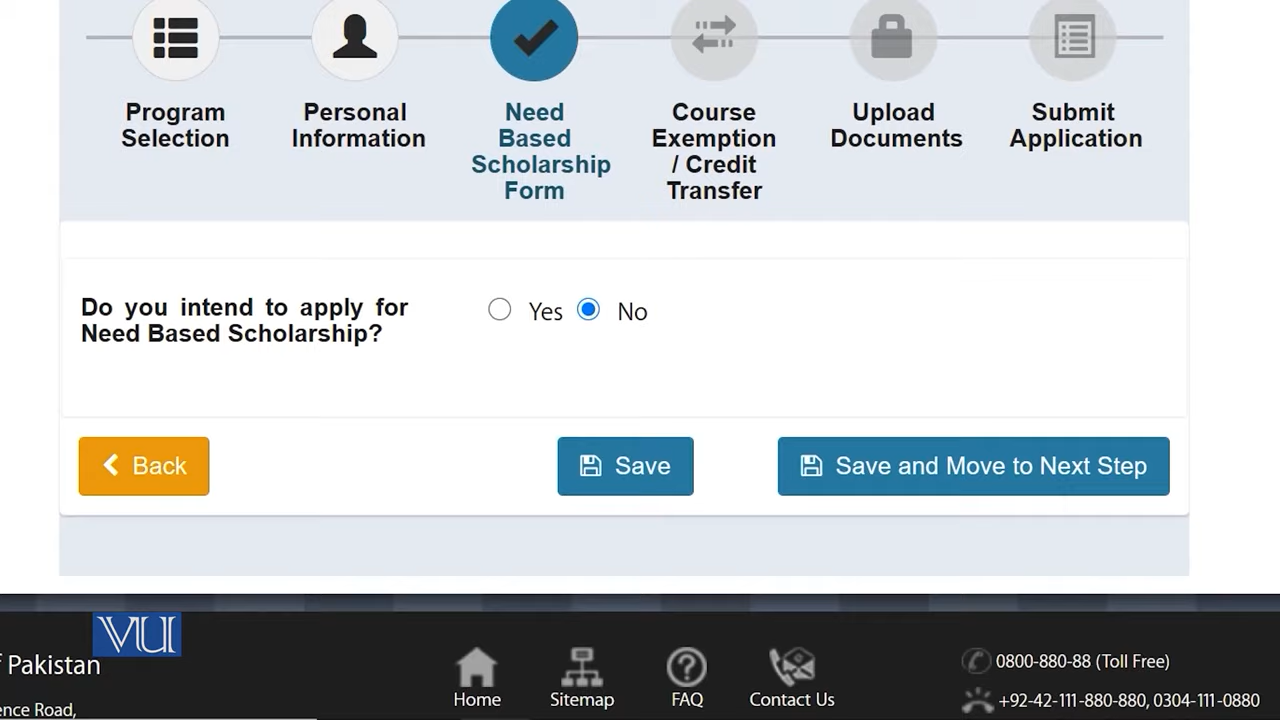 Program
Selection
Personal
Information
Need
Based
Scholarship
Form
Course
Exemption
/ Credit
Transfer
Upload
Documents
Submit
Application
Do you intend to apply for
Need Based Scholarship?
Yes No
Back
Save
Save and Move to Next Step
VU
Pakistan
ence Road,
Home
Sitemap
FAQ
Contact Us
0800-880-88 (Toll Free)
+92-42-111-880-880, 0304-111-0880